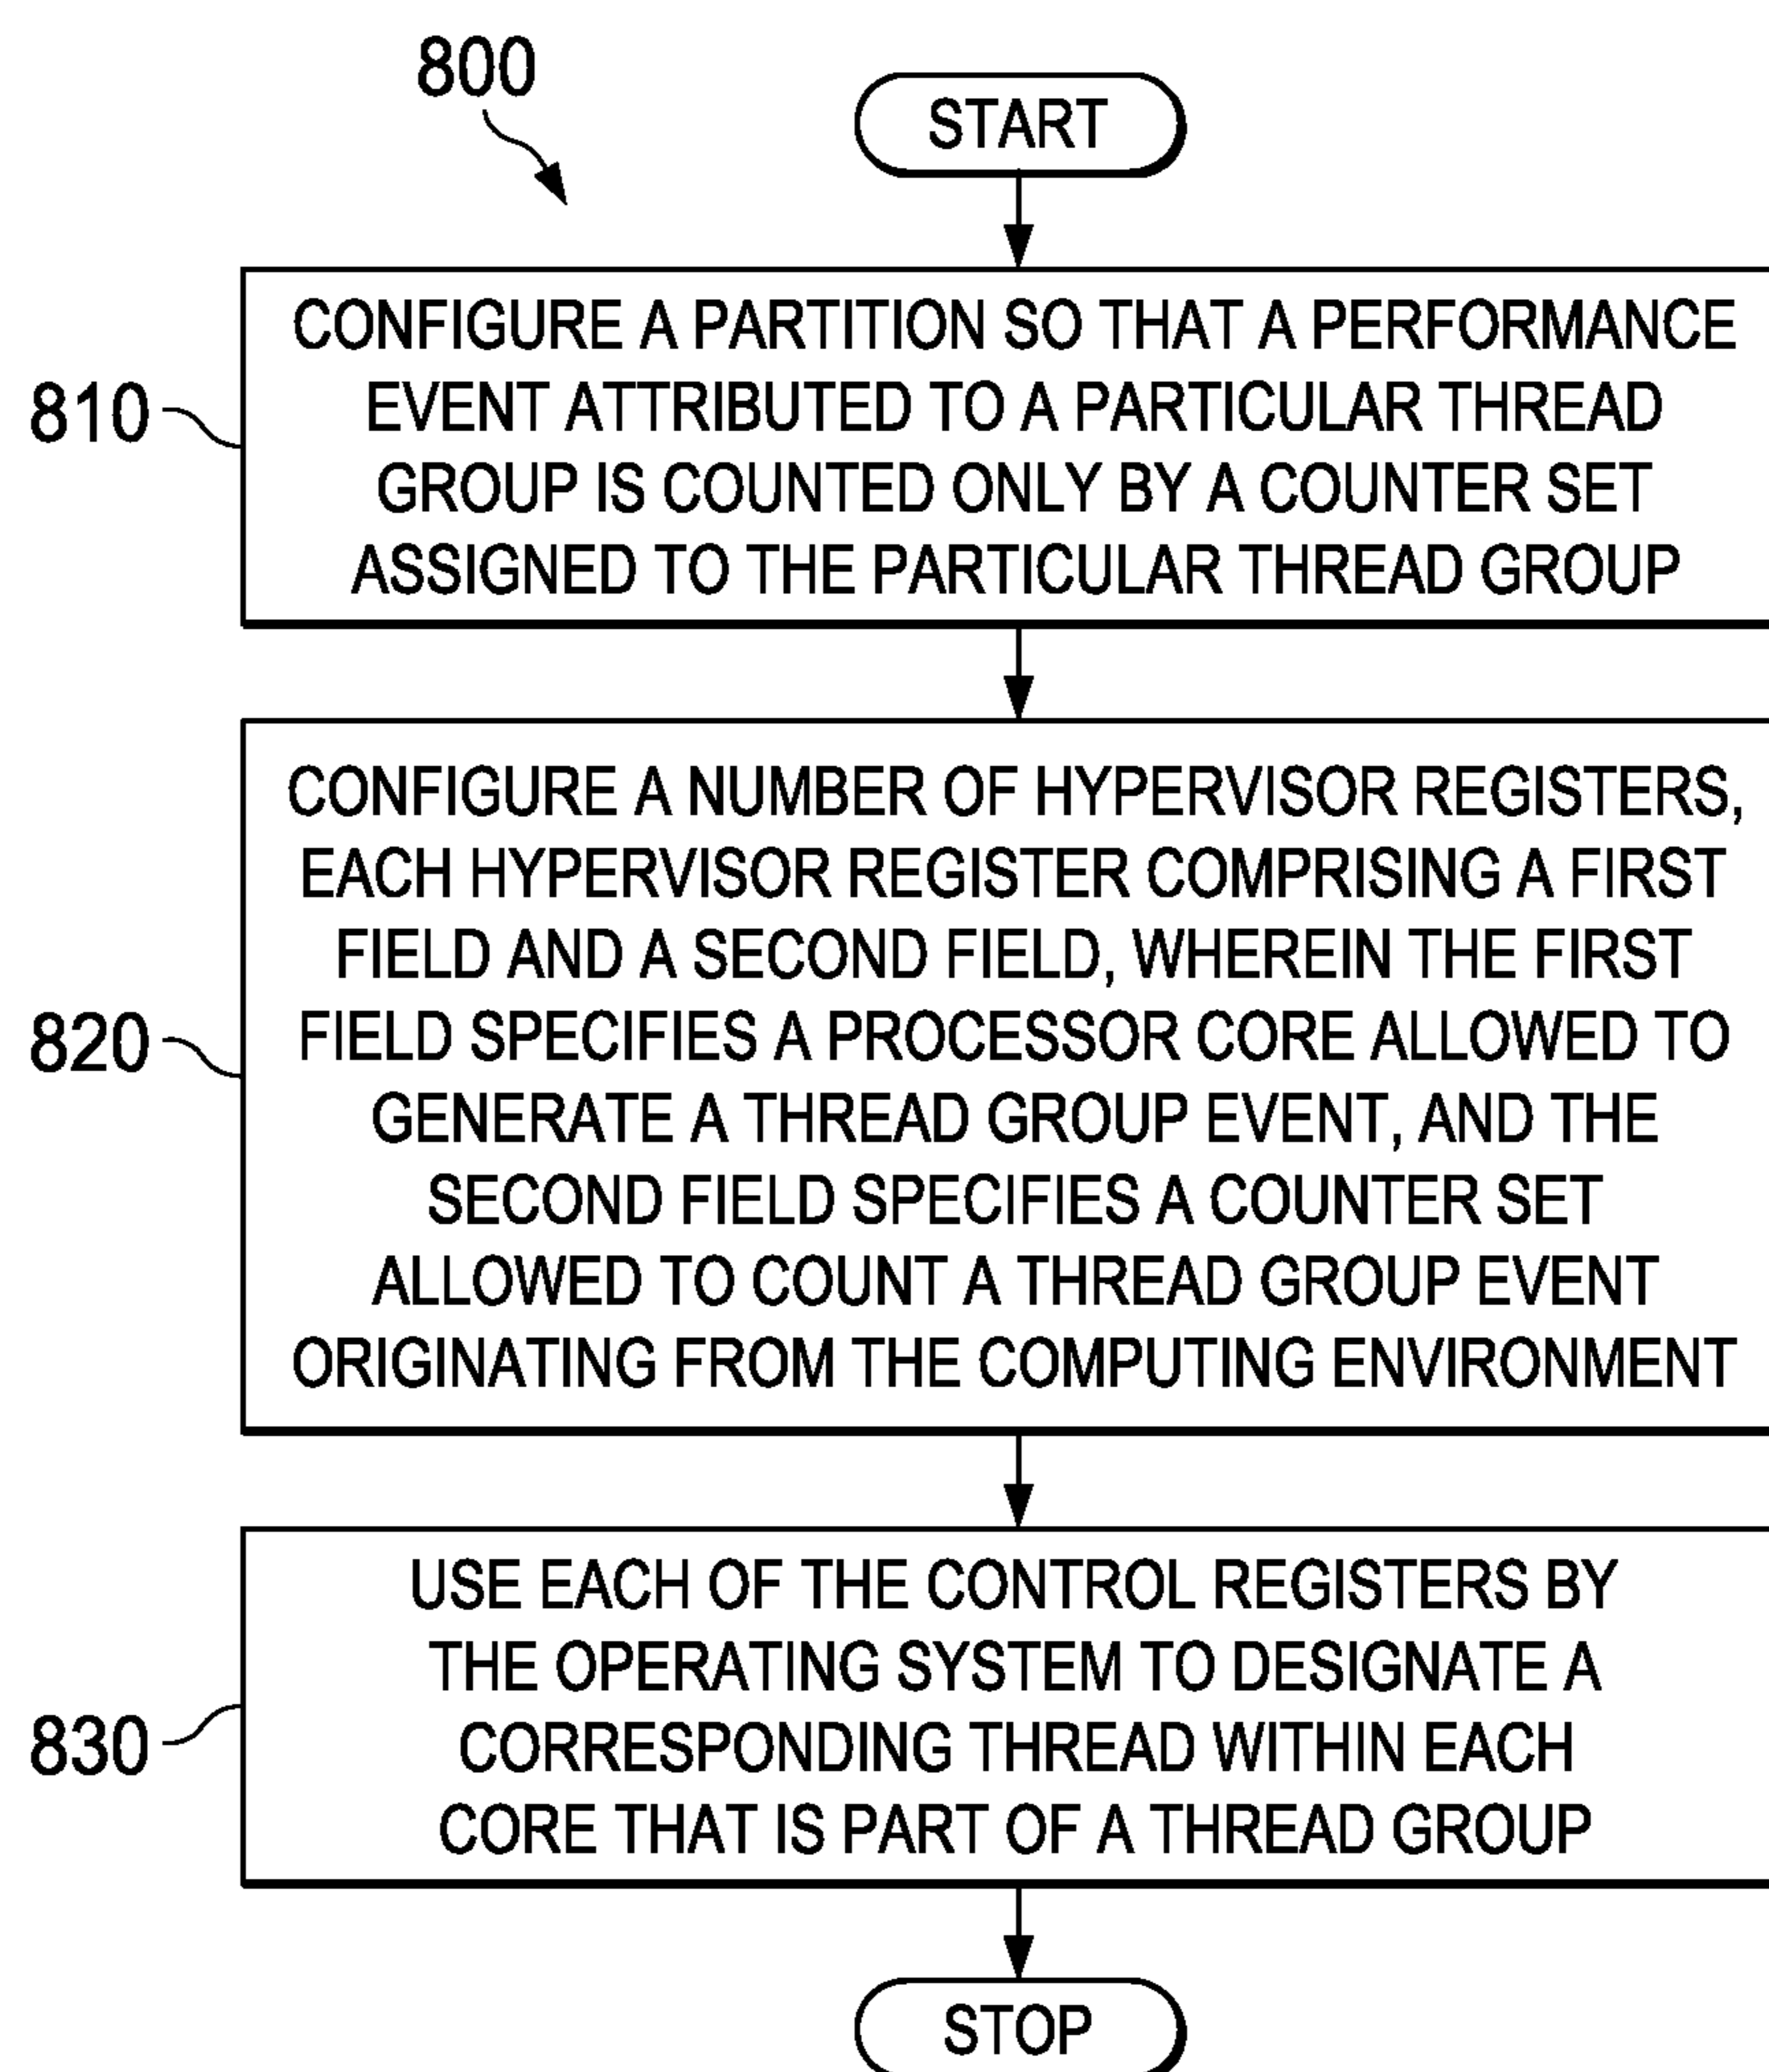 800
START
CONFIGURE A PARTITION SO THAT A PERFORMANCE
EVENT ATTRIBUTED TO A PARTICULAR THREAD
GROUP IS COUNTED ONLY BY A COUNTER SET
ASSIGNED TO THE PARTICULAR THREAD GROUP
810
CONFIGURE A NUMBER OF HYPERVISOR REGISTERS,
EACH HYPERVISOR REGISTER COMPRISING A FIRST
FIELD AND A SECOND FIELD, WHEREIN THE FIRST
FIELD SPECIFIES A PROCESSOR CORE ALLOWED TO
GENERATE A THREAD GROUP EVENT, AND THE
SECOND FIELD SPECIFIES A COUNTER SET
ALLOWED TO COUNT A THREAD GROUP EVENT
ORIGINATING FROM THE COMPUTING ENVIRONMENT
820
USE EACH OF THE CONTROL REGISTERS BY
THE OPERATING SYSTEM TO DESIGNATE A
CORRESPONDING THREAD WITHIN EACH
CORE THAT IS PART OF A THREAD GROUP
830
STOP